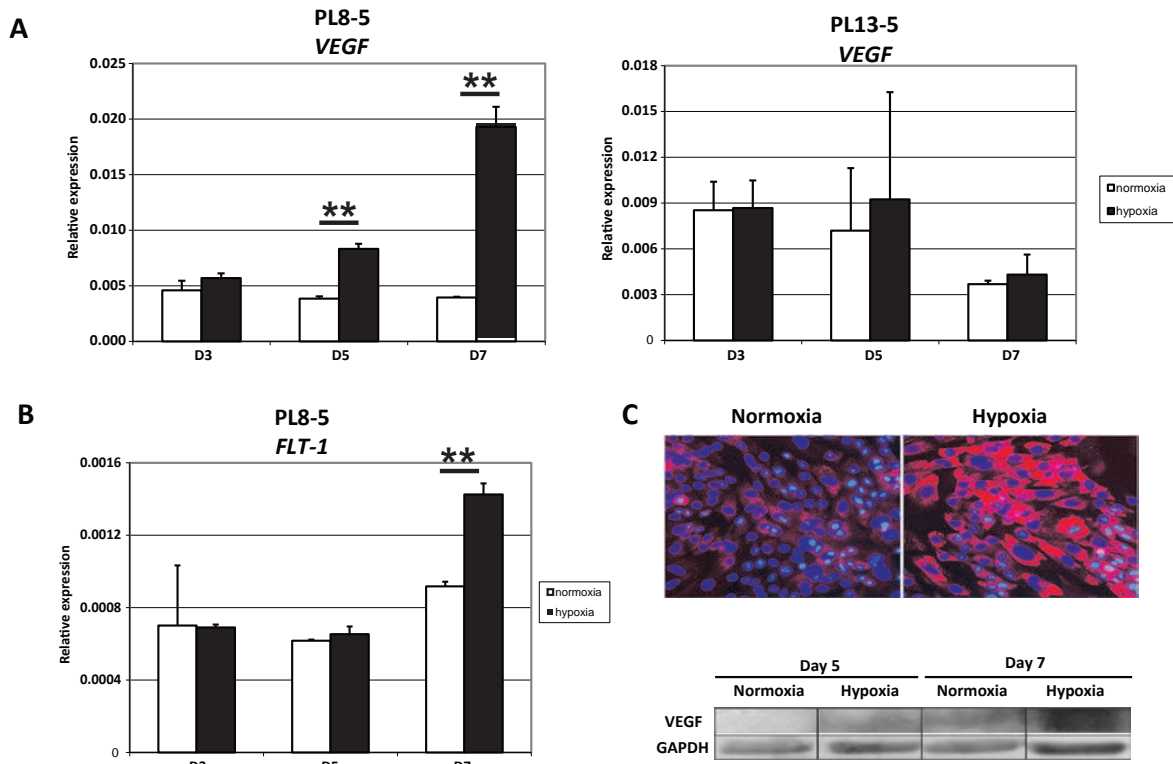 A
PL8-5
VEGF
0.025
0.020
0.015
0.010
0.005
0.000
Relative expression
**
**
D3
D5
D7
PL13-5
VEGF
0.018
0.015
0.012
0.009
0.006
0.003
0
Relative expression
D3
D5
D7
normoxia
hypoxia
B
PL8-5
FLT-1
0.0016
0.0012
0.0008
0.0004
0
Relative expression
**
D3
D5
D7
normoxia
hypoxia
C
Normoxia Hypoxia
Day 5 Day 7
Normoxia Hypoxia Normoxia Hypoxia
VEGF
GAPDH